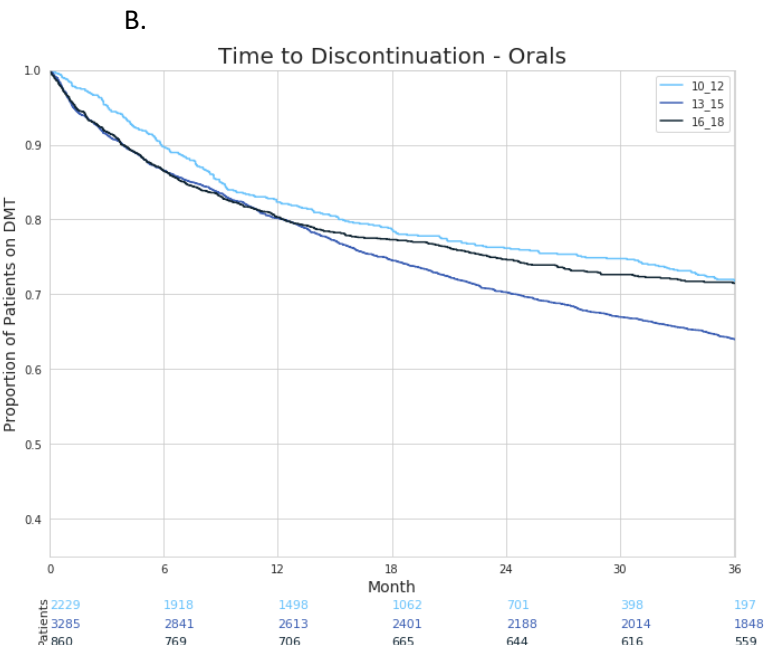 B.
Time to Discontinuation - Orals
1.0
0.9
0.8
0.7
0.6
0.5
0.4
Proportion of Patients on DMT
10_12
13_15
16_18
0 6 12 18 24 30 36
Month
Patients
2229 1918 1498 1062 701 398 197
3285 2841 2613 2401 2188 2014 1848
860 769 706 665 644 616 559